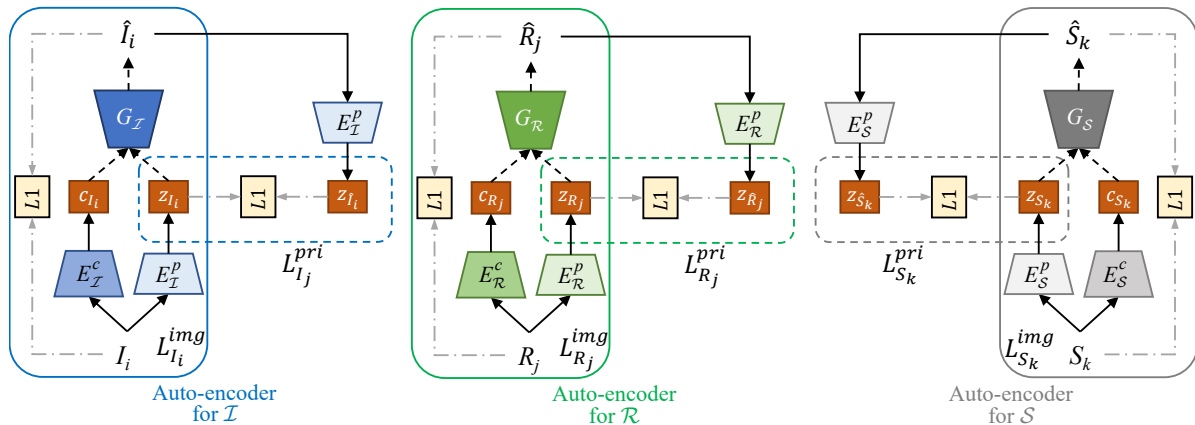 Î_i
G_ℐ
E_ℐ^p
L1
c_{I_i}
z_{I_i}
L1
z_{Î_i}
E_ℐ^c
E_ℐ^p
L_{I_j}^{pri}
I_i
L_{I_i}^{img}
Auto-encoder
for ℐ
R̂_j
G_ℛ
E_ℛ^p
L1
c_{R_j}
z_{R_j}
L1
z_{R̂_j}
E_ℛ^c
E_ℛ^p
L_{R_j}^{pri}
R_j
L_{R_j}^{img}
Auto-encoder
for ℛ
Ŝ_k
E_𝒮^p
G_𝒮
z_{Ŝ_k}
L1
z_{S_k}
c_{S_k}
L1
L_{S_k}^{pri}
E_𝒮^p
E_𝒮^c
L_{S_k}^{img}
S_k
Auto-encoder
for 𝒮